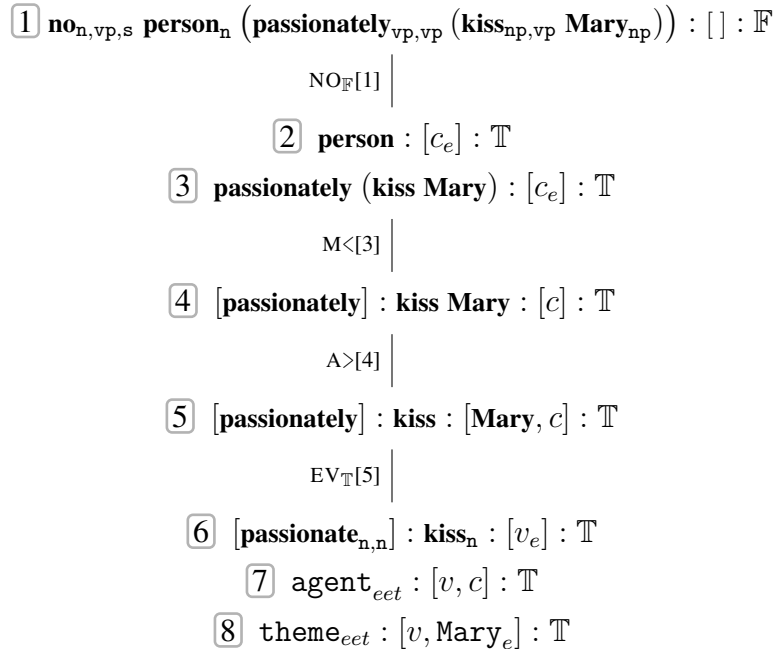 1 no_{n,vp,s} person_n (passionately_{vp,vp} (kiss_{np,vp} Mary_{np})) : [ ] : 𝔽
NO_𝔽[1]
2 person : [c_e] : 𝕋
3 passionately (kiss Mary) : [c_e] : 𝕋
M<[3]
4 [passionately] : kiss Mary : [c] : 𝕋
A>[4]
5 [passionately] : kiss : [Mary, c] : 𝕋
EV_𝕋[5]
6 [passionate_{n,n}] : kiss_n : [v_e] : 𝕋
7 agent_{eet} : [v, c] : 𝕋
8 theme_{eet} : [v, Mary_e] : 𝕋